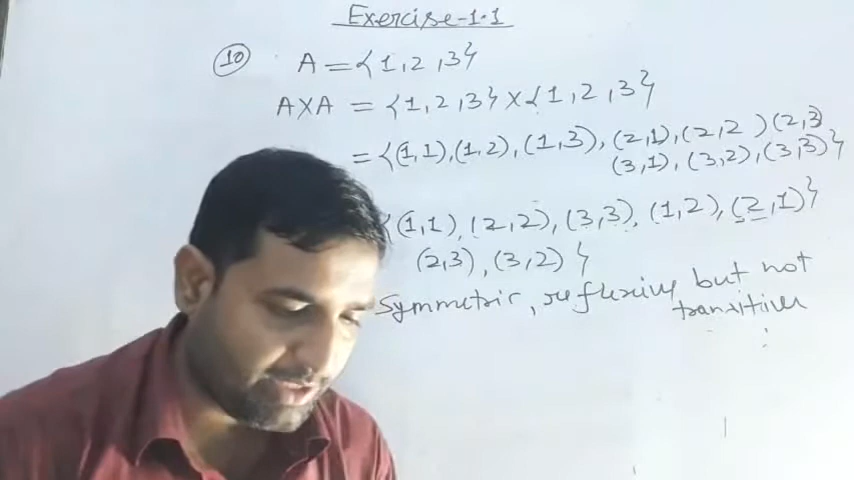 Exercise-1.1
(10) A = {1,2,3}
A×A = {1,2,3} × {1,2,3}
= {(1,1),(1,2),(1,3),(2,1),(2,2)(2,3)
(3,1),(3,2),(3,3)}
{(1,1),(2,2),(3,3),(1,2),(2,1)}
(2,3),(3,2)}
Symmetric, reflexive but not
transitive